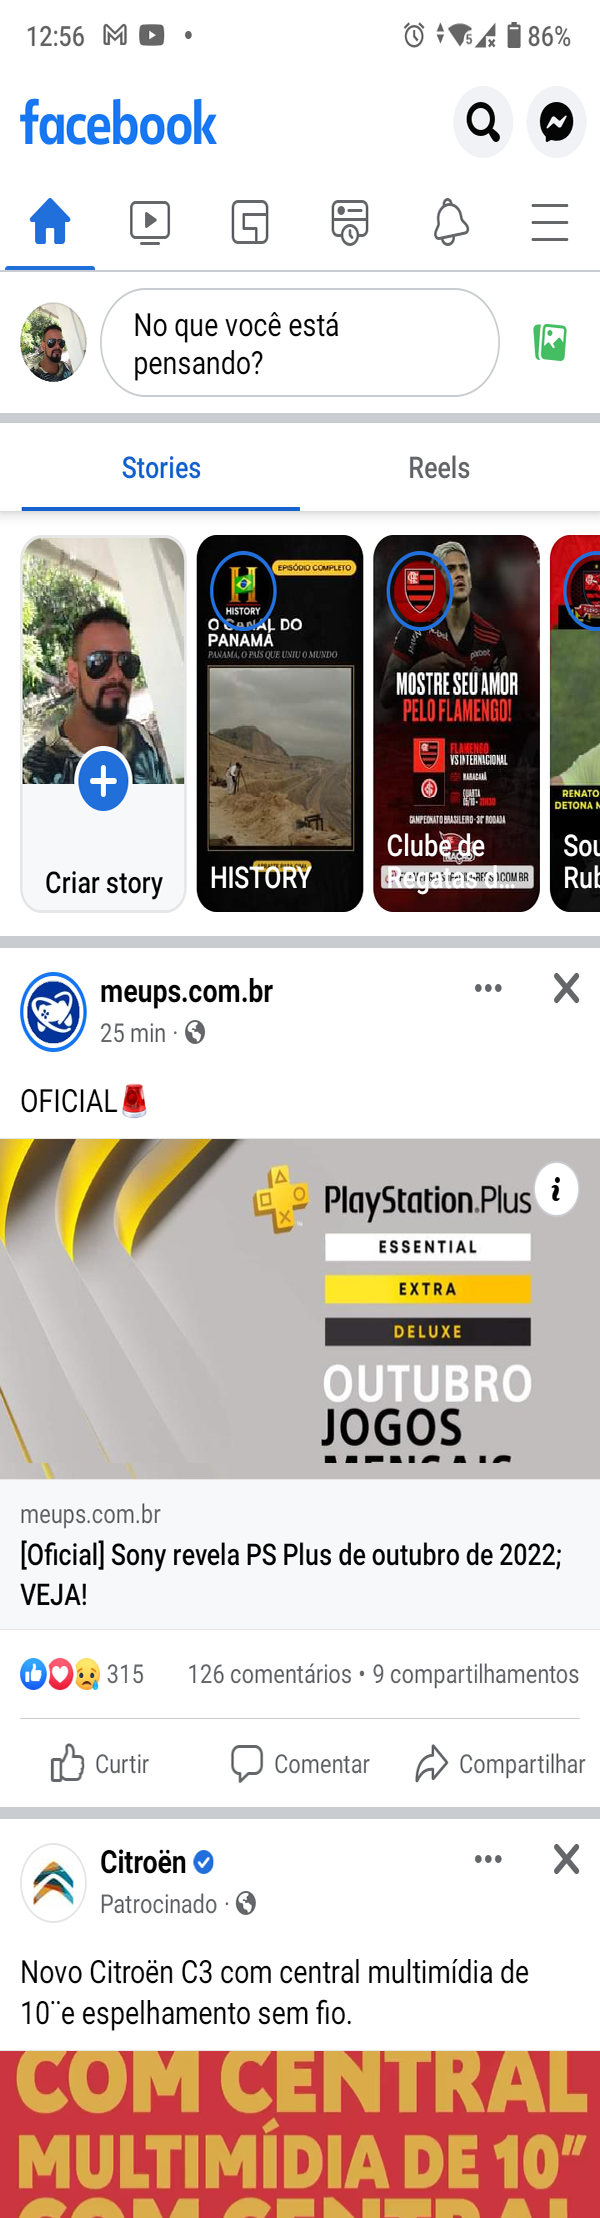 12:56
86%
facebook
No que você está
pensando?
Stories
Reels
Criar story
EPISÓDIO COMPLETO
HISTORY
O CANAL DO
PANAMÁ
PANAMÁ, O PAÍS QUE UNIU O MUNDO
HISTORY
MOSTRE SEU AMOR
PELO FLAMENGO!
FLAMENGO
VS INTERNACIONAL
MARACANÃ
QUARTA
CAMPEONATO BRASILEIRO - 30ª RODADA
Clube de
Regatas d...
RENATO
DETONA
Sou
Rub
meups.com.br
25 min ·
OFICIAL🚨
PlayStation.Plus
ESSENTIAL
EXTRA
DELUXE
OUTUBRO
JOGOS
MENSAIS
meups.com.br
[Oficial] Sony revela PS Plus de outubro de 2022;
VEJA!
315
126 comentários • 9 compartilhamentos
Curtir
Comentar
Compartilhar
Citroën
Patrocinado ·
Novo Citroën C3 com central multimídia de
10¨e espelhamento sem fio.
COM CENTRAL
MULTIMÍDIA DE 10”
COM CENTRAL